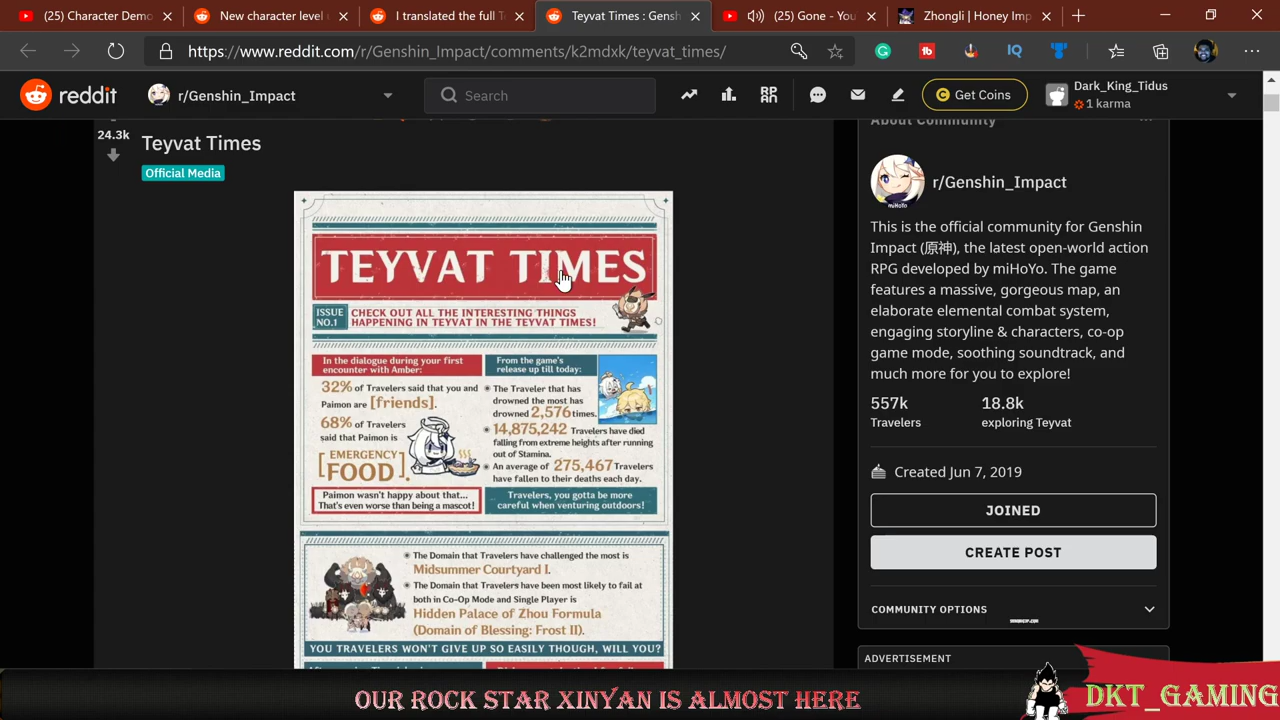 (25) Character Demo
New character level
I translated the full T
Teyvat Times : Gensh
(25) Gone - You
Zhongli | Honey Imp
https://www.reddit.com/r/Genshin_Impact/comments/k2mdxk/teyvat_times/
reddit
r/Genshin_Impact
Search
Get Coins
Dark_King_Tidus
1 karma
24.3k
Teyvat Times
Official Media
TEYVAT TIMES
ISSUE NO.1
CHECK OUT ALL THE INTERESTING THINGS
HAPPENING IN TEYVAT IN THE TEYVAT TIMES!
In the dialogue during your first
encounter with Amber:
32% of Travelers said that you and
Paimon are [friends].
68% of Travelers
said that Paimon is
[EMERGENCY
FOOD].
Paimon wasn't happy about that...
That's even worse than being a mascot!
From the game's
release up till today:
The Traveler that has
drowned the most has
drowned 2,576 times.
14,875,242 Travelers have died
falling from extreme heights after running
out of Stamina.
An average of 275,467 Travelers
have fallen to their deaths each day.
Travelers, you gotta be more
careful when venturing outdoors!
The Domain that Travelers have challenged the most is
Midsummer Courtyard I.
The Domain that Travelers have been most likely to fail at
both in Co-Op Mode and Single Player is
Hidden Palace of Zhou Formula
(Domain of Blessing: Frost II).
YOU TRAVELERS WON'T GIVE UP SO EASILY THOUGH, WILL YOU?
About Community
miHoYo
r/Genshin_Impact
This is the official community for Genshin
Impact (原神), the latest open-world action
RPG developed by miHoYo. The game
features a massive, gorgeous map, an
elaborate elemental combat system,
engaging storyline & characters, co-op
game mode, soothing soundtrack, and
much more for you to explore!
557k
Travelers
18.8k
exploring Teyvat
Created Jun 7, 2019
JOINED
CREATE POST
COMMUNITY OPTIONS
ADVERTISEMENT
OUR ROCK STAR XINYAN IS ALMOST HERE
DKT_GAMING